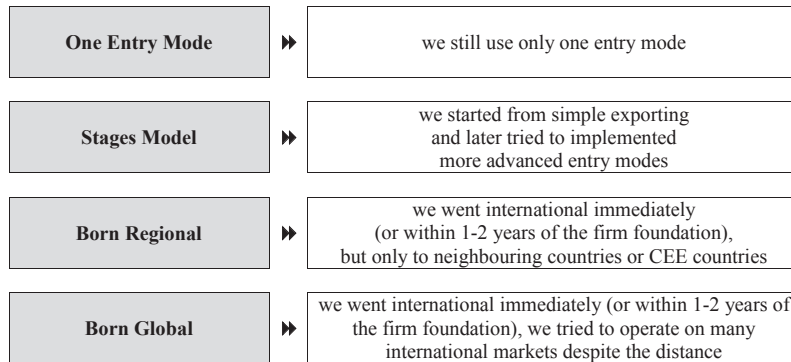 One Entry Mode
we still use only one entry mode
Stages Model
we started from simple exporting
and later tried to implemented
more advanced entry modes
Born Regional
we went international immediately
(or within 1-2 years of the firm foundation),
but only to neighbouring countries or CEE countries
Born Global
we went international immediately (or within 1-2 years of
the firm foundation), we tried to operate on many
international markets despite the distance